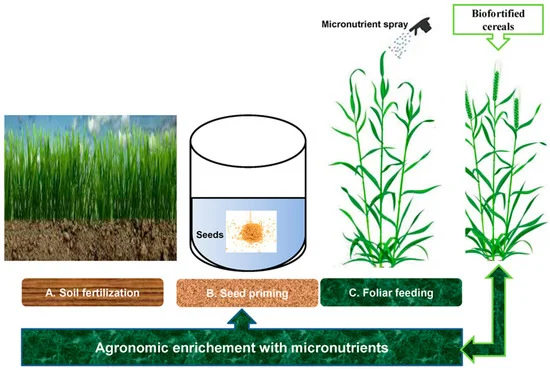 Micronutrient spray
Biofortified
cereals
Seeds
A. Soil fertilization
B. Seed priming
C. Foliar feeding
Agronomic enrichement with micronutrients